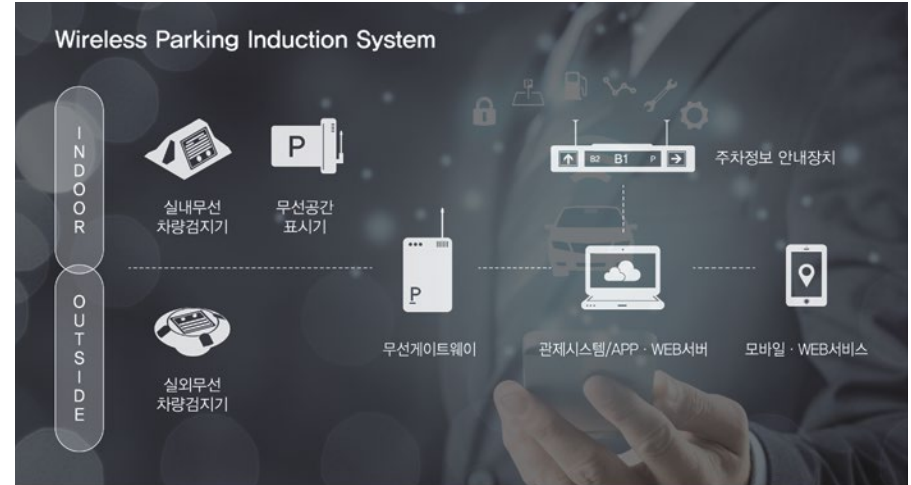 Wireless Parking Induction System
INDOOR
실내무선
차량검지기
P
무선공간
표시기
B2 B1 P
주차정보 안내장치
P
무선게이트웨이
관제시스템/APP · WEB서버
모바일 · WEB서비스
OUTSIDE
실외무선
차량검지기
P